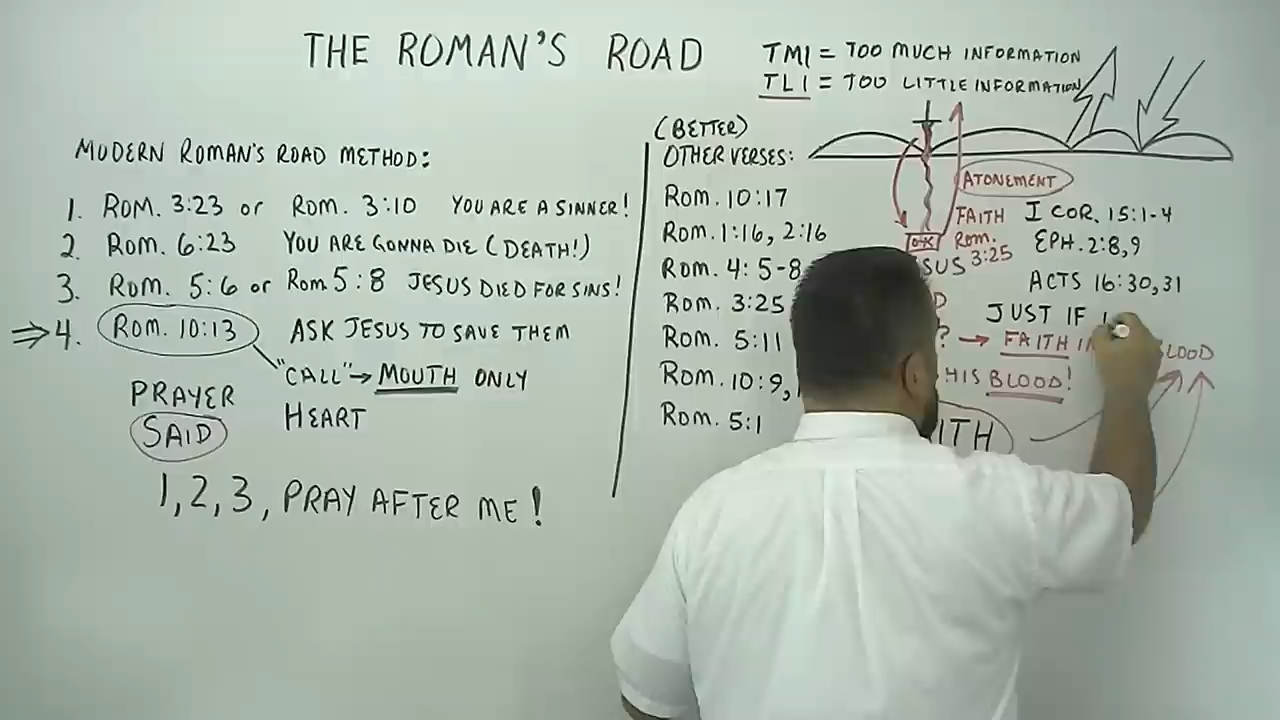 THE ROMAN'S ROAD
TMI = TOO MUCH INFORMATION
TLI = TOO LITTLE INFORMATION
MODERN ROMAN'S ROAD METHOD:
1. ROM. 3:23 or Rom. 3:10 YOU ARE A SINNER!
2. Rom. 6:23 YOU ARE GONNA DIE (DEATH!)
3. Rom. 5:6 or Rom 5:8 JESUS DIED FOR SINS!
⇒ 4. Rom. 10:13 ASK JESUS TO SAVE THEM
"CALL" → MOUTH ONLY
HEART
PRAYER
SAID
1, 2, 3, PRAY AFTER ME!
(BETTER)
OTHER VERSES:
Rom. 10:17
Rom. 1:16, 2:16
Rom. 4:5-8
Rom. 3:25
Rom. 5:11
Rom. 10:9,
Rom. 5:1
ATONEMENT
FAITH
Rom.
3:25
I COR. 15:1-4
EPH. 2:8,9
ACTS 16:30,31
JUST IF I
? → FAITH
HIS BLOOD!